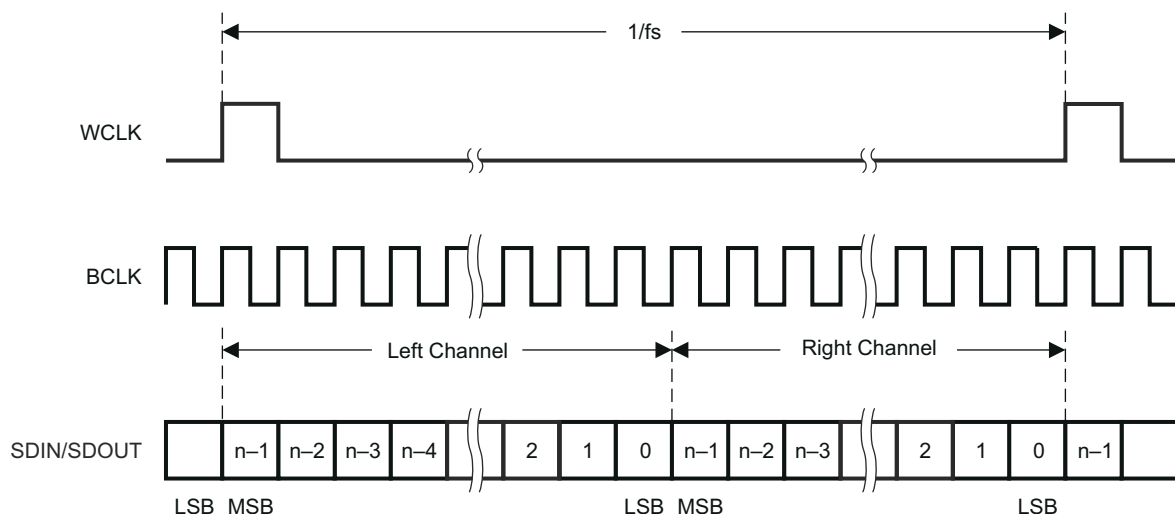 1/fs
WCLK
BCLK
Left Channel
Right Channel
SDIN/SDOUT n–1 n–2 n–3 n–4 2 1 0 n–1 n–2 n–3 2 1 0 n–1
LSB MSB LSB MSB LSB